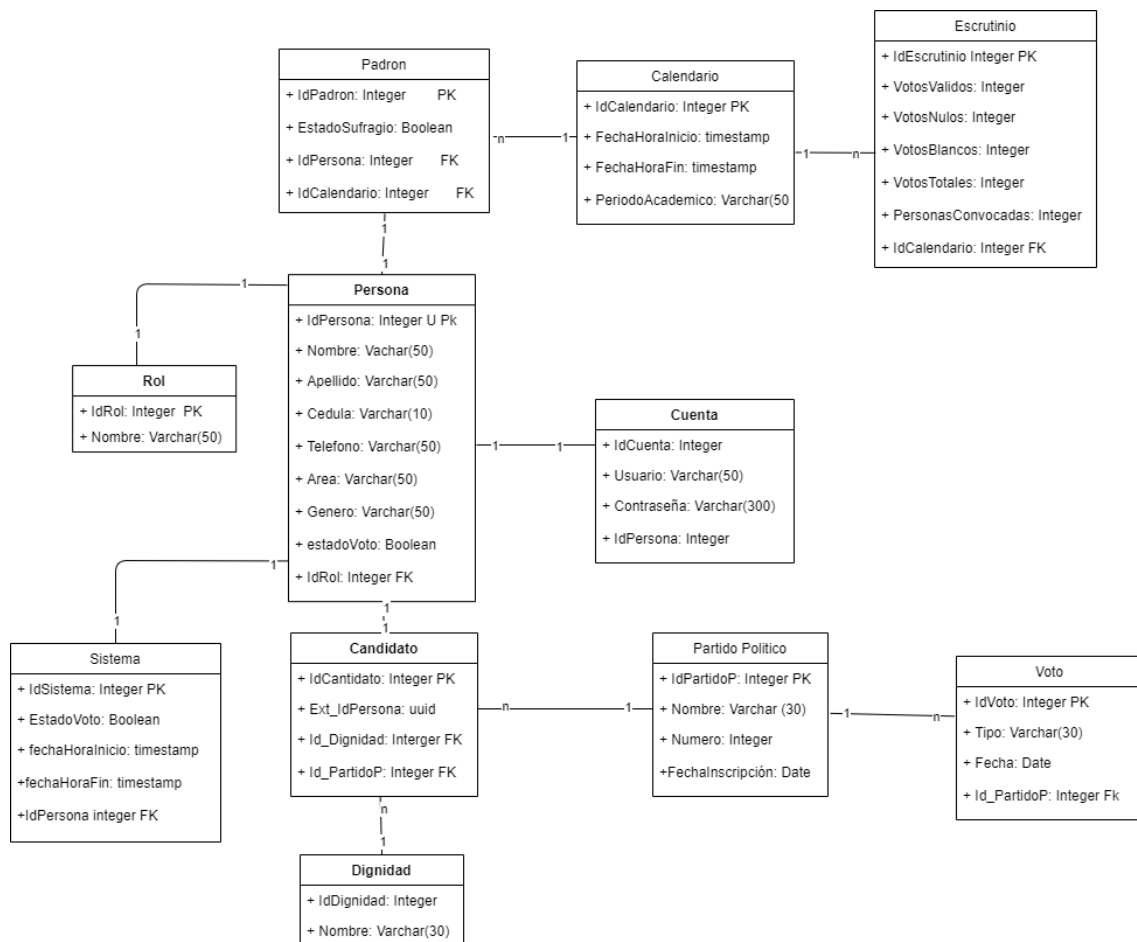 Padron
+ IdPadron: Integer PK
+ EstadoSufragio: Boolean
+ IdPersona: Integer FK
+ IdCalendario: Integer FK
n
1
Calendario
+ IdCalendario: Integer PK
+ FechaHoraInicio: timestamp
+ FechaHoraFin: timestamp
+ PeriodoAcademico: Varchar(50
1
n
Escrutinio
+ IdEscrutinio Integer PK
+ VotosValidos: Integer
+ VotosNulos: Integer
+ VotosBlancos: Integer
+ VotosTotales: Integer
+ PersonasConvocadas: Integer
+ IdCalendario: Integer FK
1
1
1
1
Rol
+ IdRol: Integer PK
+ Nombre: Varchar(50)
Persona
+ IdPersona: Integer U Pk
+ Nombre: Vachar(50)
+ Apellido: Varchar(50)
+ Cedula: Varchar(10)
+ Telefono: Varchar(50)
+ Area: Varchar(50)
+ Genero: Varchar(50)
+ estadoVoto: Boolean
+ IdRol: Integer FK
1
1
Cuenta
+ IdCuenta: Integer
+ Usuario: Varchar(50)
+ Contraseña: Varchar(300)
+ IdPersona: Integer
1
1
1
1
Sistema
+ IdSistema: Integer PK
+ EstadoVoto: Boolean
+ fechaHoraInicio: timestamp
+fechaHoraFin: timestamp
+IdPersona integer FK
Candidato
+ IdCantidato: Integer PK
+ Ext_IdPersona: uuid
+ Id_Dignidad: Interger FK
+ Id_PartidoP: Integer FK
n
1
Partido Politico
+ IdPartidoP: Integer PK
+ Nombre: Varchar (30)
+ Numero: Integer
+FechaInscripción: Date
1
n
Voto
+ IdVoto: Integer PK
+ Tipo: Varchar(30)
+ Fecha: Date
+ Id_PartidoP: Integer Fk
n
1
Dignidad
+ IdDignidad: Integer
+ Nombre: Varchar(30)